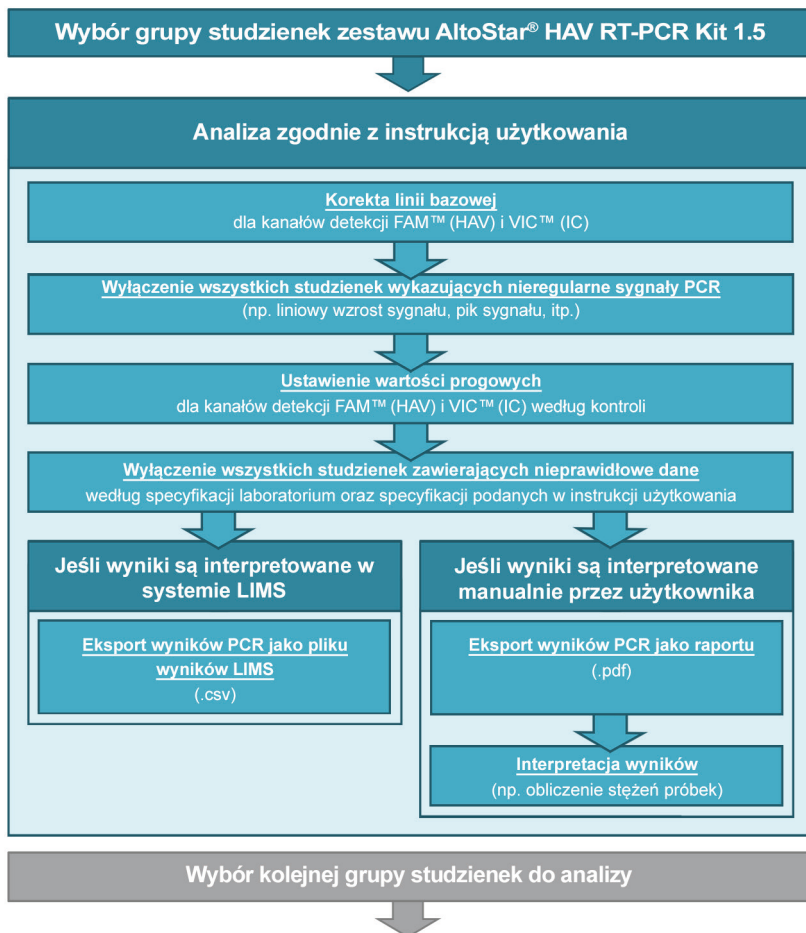 Wybór grupy studzienek zestawu AltoStar® HAV RT-PCR Kit 1.5
Analiza zgodnie z instrukcją użytkowania
Korekta linii bazowej
dla kanałów detekcji FAM™ (HAV) i VIC™ (IC)
Wyłączenie wszystkich studzienek wykazujących nieregularne sygnały PCR
(np. liniowy wzrost sygnału, pik sygnału, itp.)
Ustawienie wartości progowych
dla kanałów detekcji FAM™ (HAV) i VIC™ (IC) według kontroli
Wyłączenie wszystkich studzienek zawierających nieprawidłowe dane
według specyfikacji laboratorium oraz specyfikacji podanych w instrukcji użytkowania
Jeśli wyniki są interpretowane w
systemie LIMS
Eksport wyników PCR jako pliku
wyników LIMS
(.csv)
Jeśli wyniki są interpretowane
manualnie przez użytkownika
Eksport wyników PCR jako raportu
(.pdf)
Interpretacja wyników
(np. obliczenie stężeń próbek)
Wybór kolejnej grupy studzienek do analizy